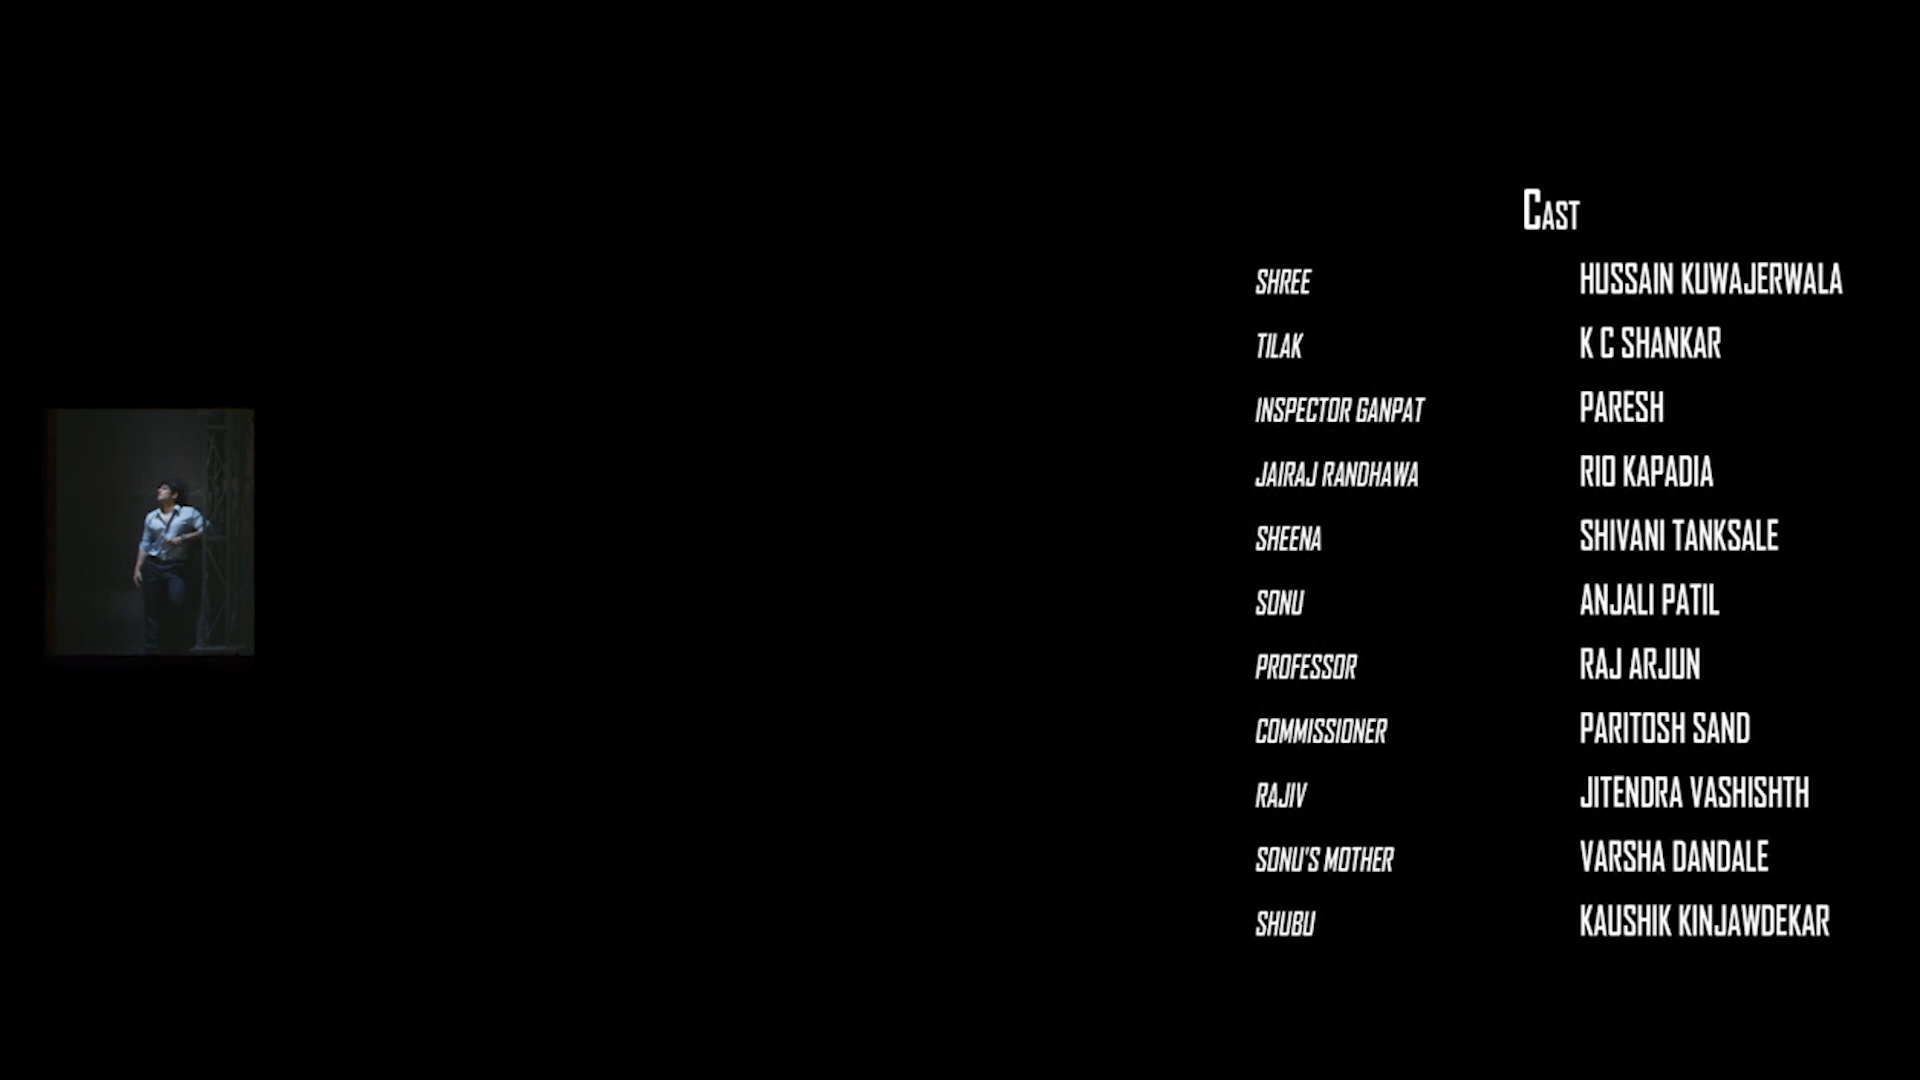 CAST
SHREE HUSSAIN KUWAJERWALA
TILAK K C SHANKAR
INSPECTOR GANPAT PARESH
JAIRAJ RANDHAWA RIO KAPADIA
SHEENA SHIVANI TANKSALE
SONU ANJALI PATIL
PROFESSOR RAJ ARJUN
COMMISSIONER PARITOSH SAND
RAJIV JITENDRA VASHISHTH
SONU'S MOTHER VARSHA DANDALE
SHUBU KAUSHIK KINJAWDEKAR